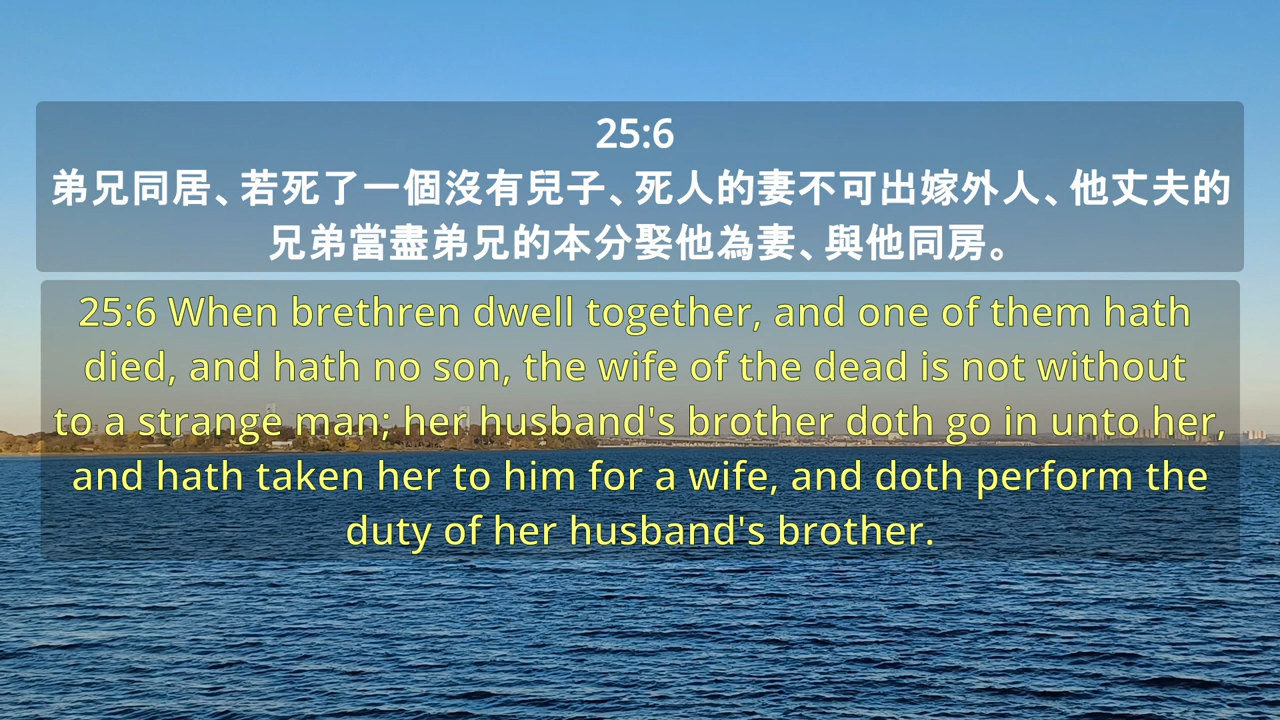 25:6
弟兄同居、若死了一個沒有兒子、死人的妻不可出嫁外人、他丈夫的
兄弟當盡弟兄的本分娶他為妻、與他同房。
25:6 When brethren dwell together, and one of them hath
died, and hath no son, the wife of the dead is not without
to a strange man; her husband's brother doth go in unto her,
and hath taken her to him for a wife, and doth perform the
duty of her husband's brother.